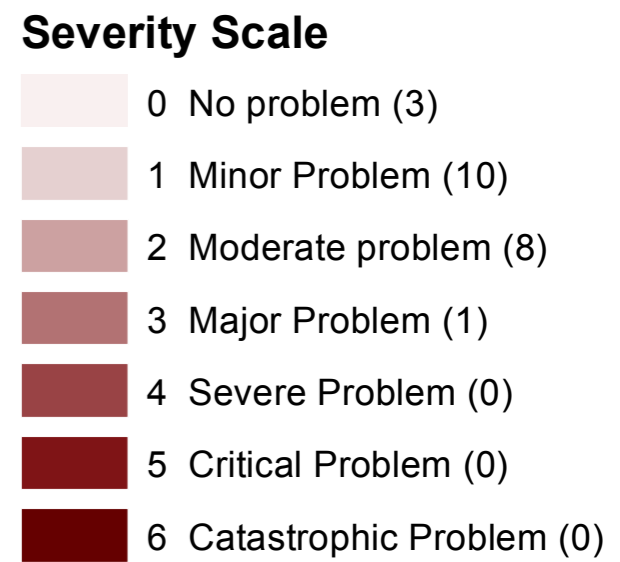 Severity Scale
0 No problem (3)
1 Minor Problem (10)
2 Moderate problem (8)
3 Major Problem (1)
4 Severe Problem (0)
5 Critical Problem (0)
6 Catastrophic Problem (0)